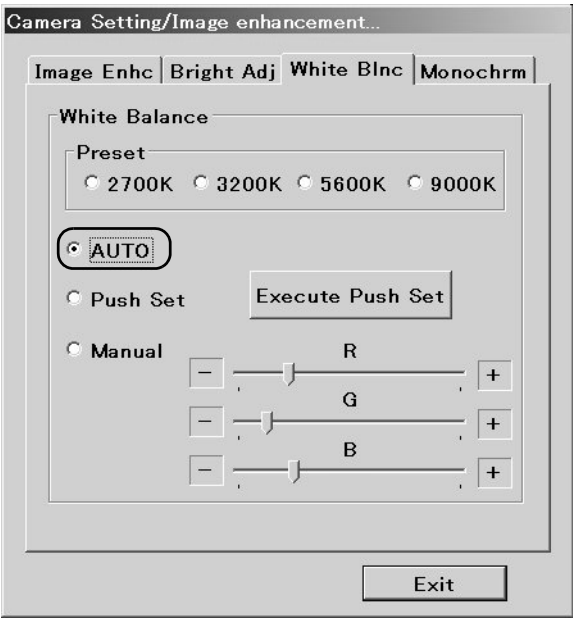 Camera Setting/Image enhancement...
Image Enhc Bright Adj White Blnc Monochrm
White Balance
Preset
2700K 3200K 5600K 9000K
AUTO
Push Set Execute Push Set
Manual R
- +
G
- +
B
- +
Exit